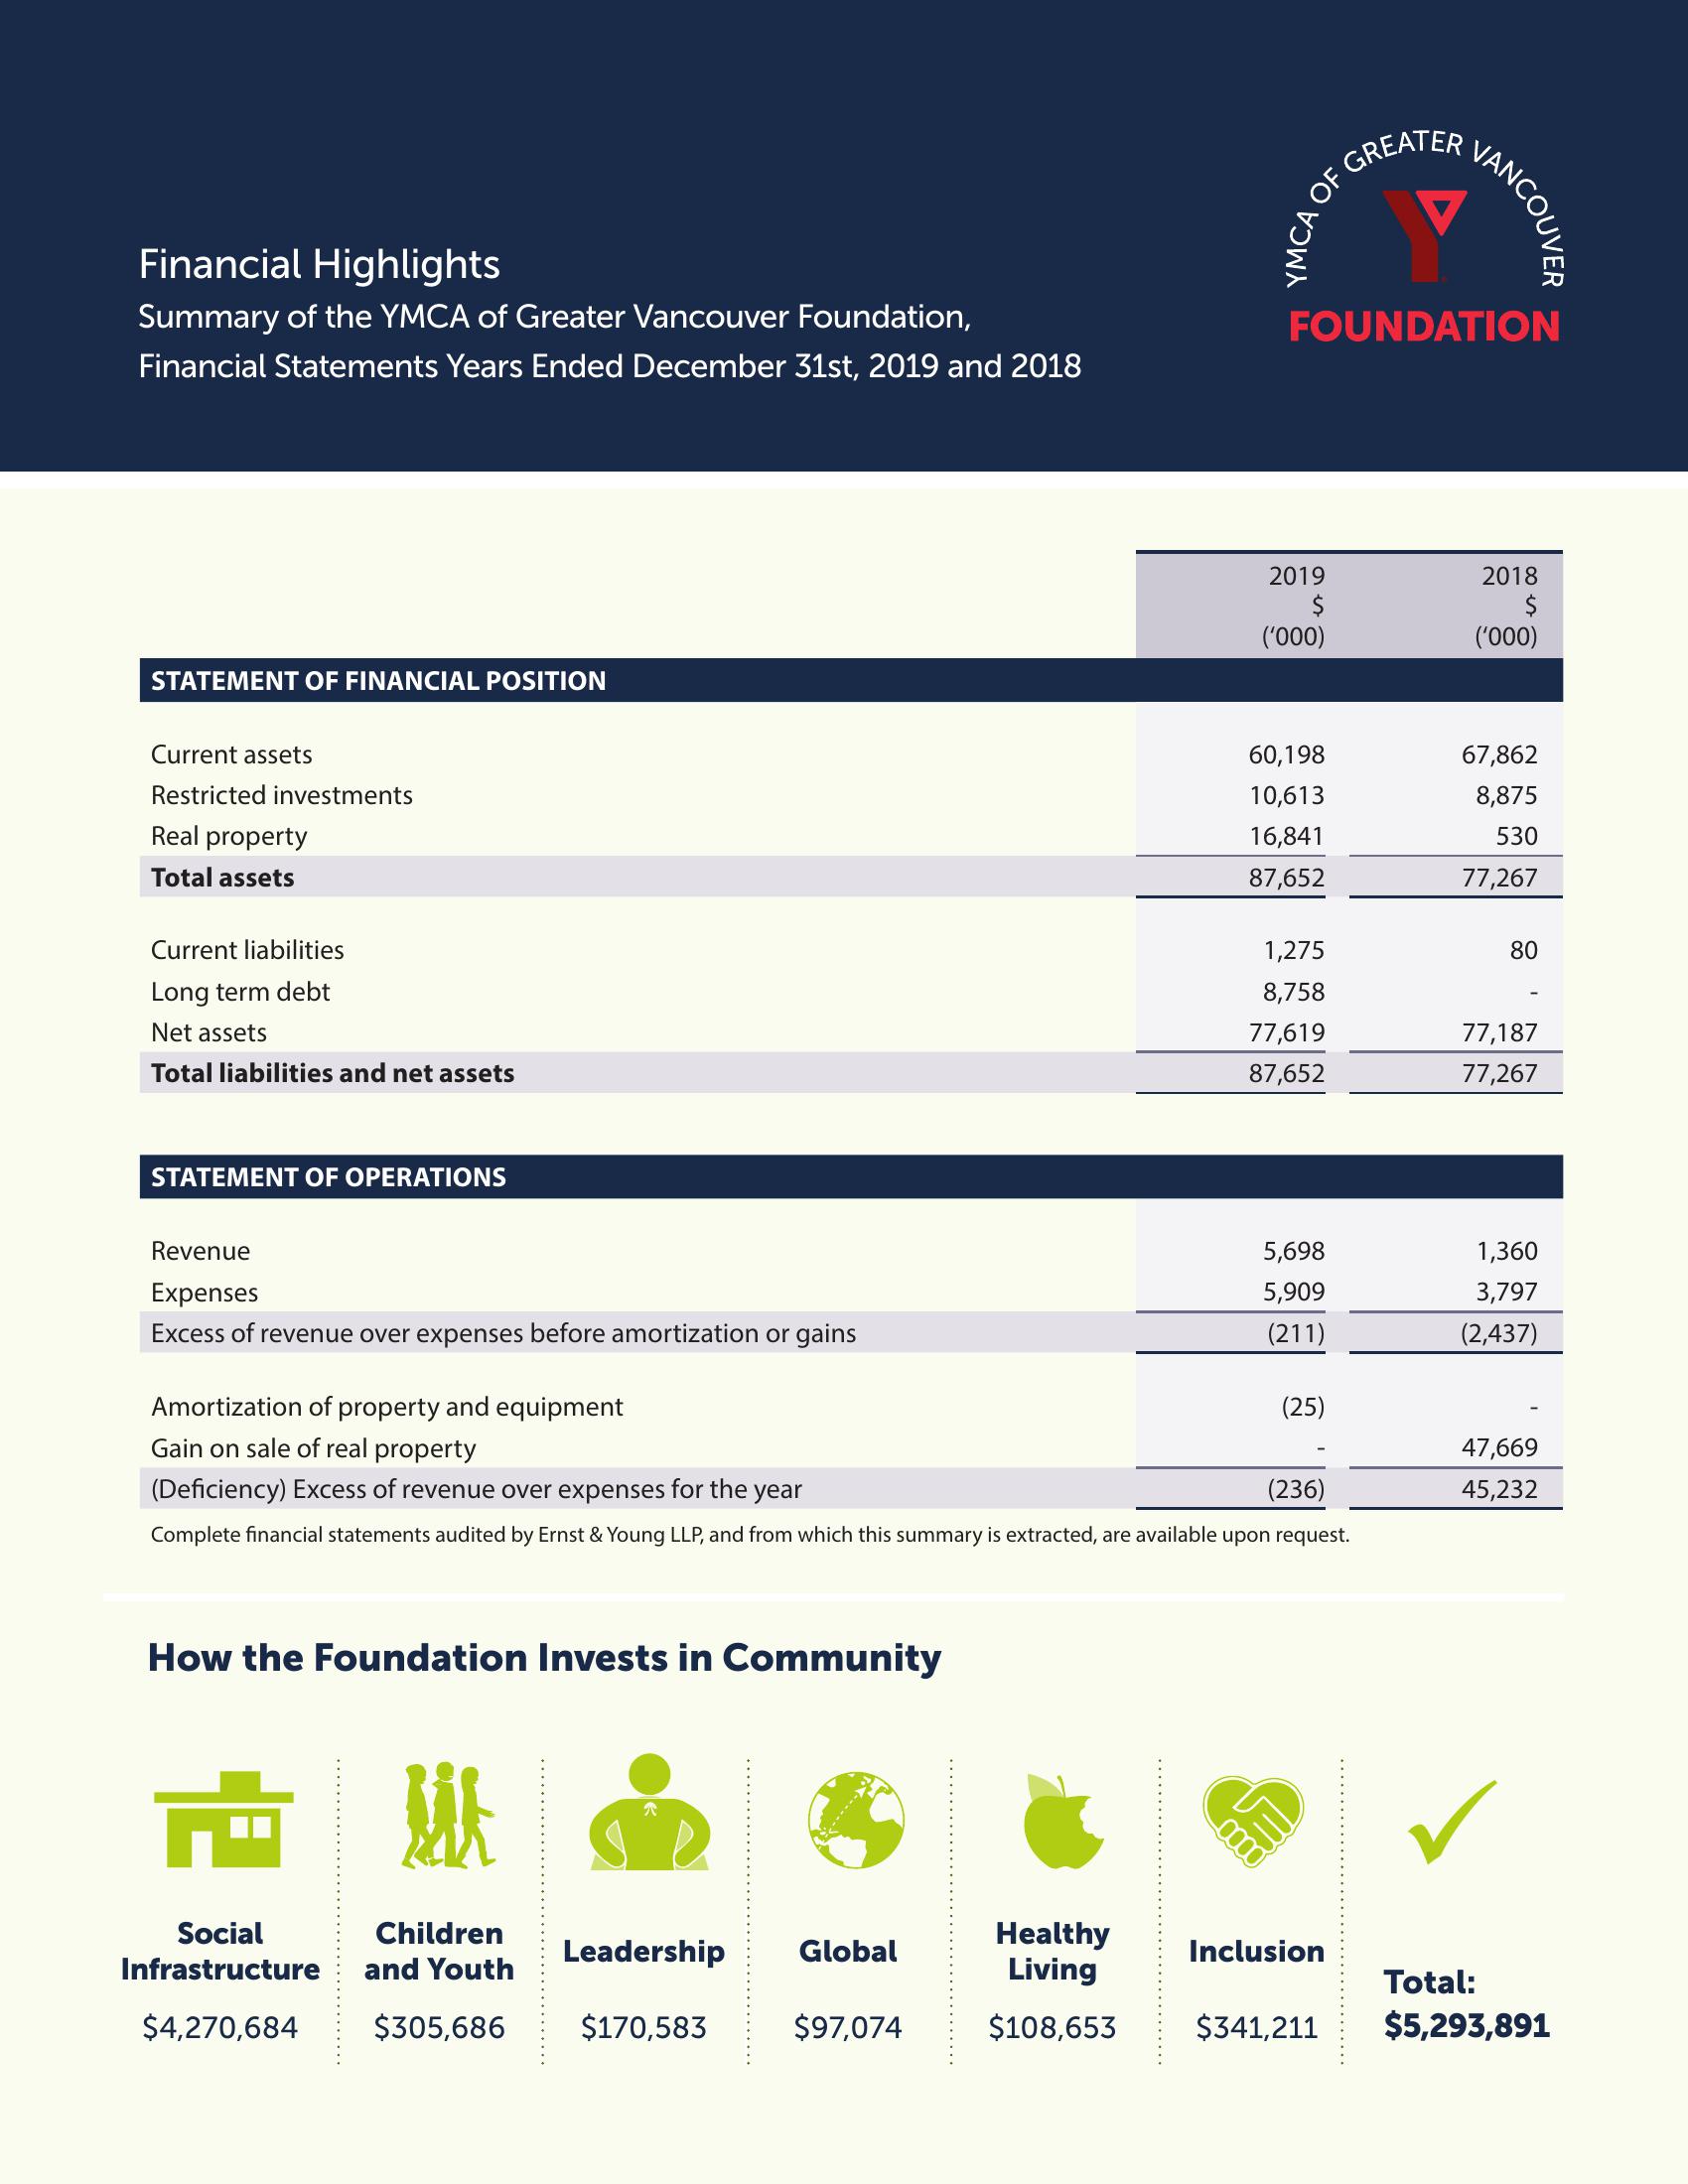 YMCA OF GREATER VANCOUVER
Y
FOUNDATION
Financial Highlights
Summary of the YMCA of Greater Vancouver Foundation,
Financial Statements Years Ended December 31st, 2019 and 2018
2019 2018
$ $
(‘000) (‘000)
STATEMENT OF FINANCIAL POSITION
Current assets 60,198 67,862
Restricted investments 10,613 8,875
Real property 16,841 530
Total assets 87,652 77,267
Current liabilities 1,275 80
Long term debt 8,758 -
Net assets 77,619 77,187
Total liabilities and net assets 87,652 77,267
STATEMENT OF OPERATIONS
Revenue 5,698 1,360
Expenses 5,909 3,797
Excess of revenue over expenses before amortization or gains (211) (2,437)
Amortization of property and equipment (25) -
Gain on sale of real property - 47,669
(Deficiency) Excess of revenue over expenses for the year (236) 45,232
Complete financial statements audited by Ernst & Young LLP, and from which this summary is extracted, are available upon request.
How the Foundation Invests in Community
Social
Infrastructure
$4,270,684
Children
and Youth
$305,686
Leadership
$170,583
Global
$97,074
Healthy
Living
$108,653
Inclusion
$341,211
Total:
$5,293,891